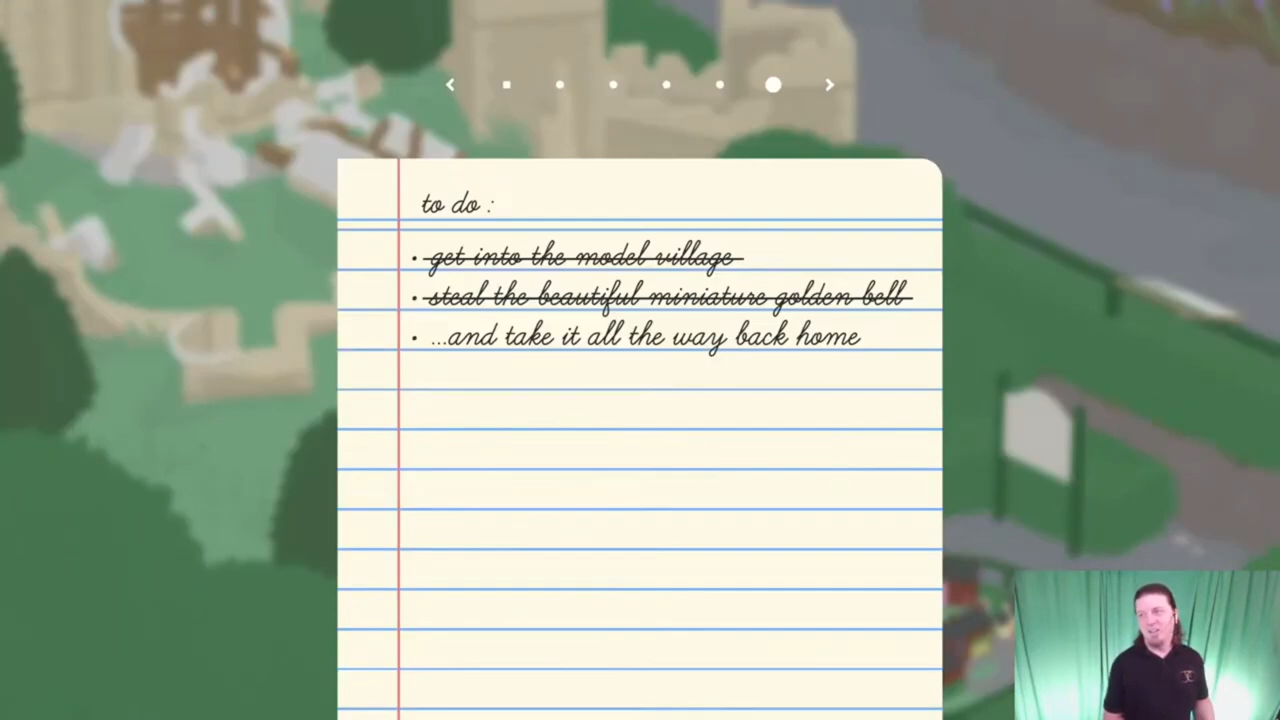 to do :
• get into the model village
• steal the beautiful miniature golden bell
• ...and take it all the way back home